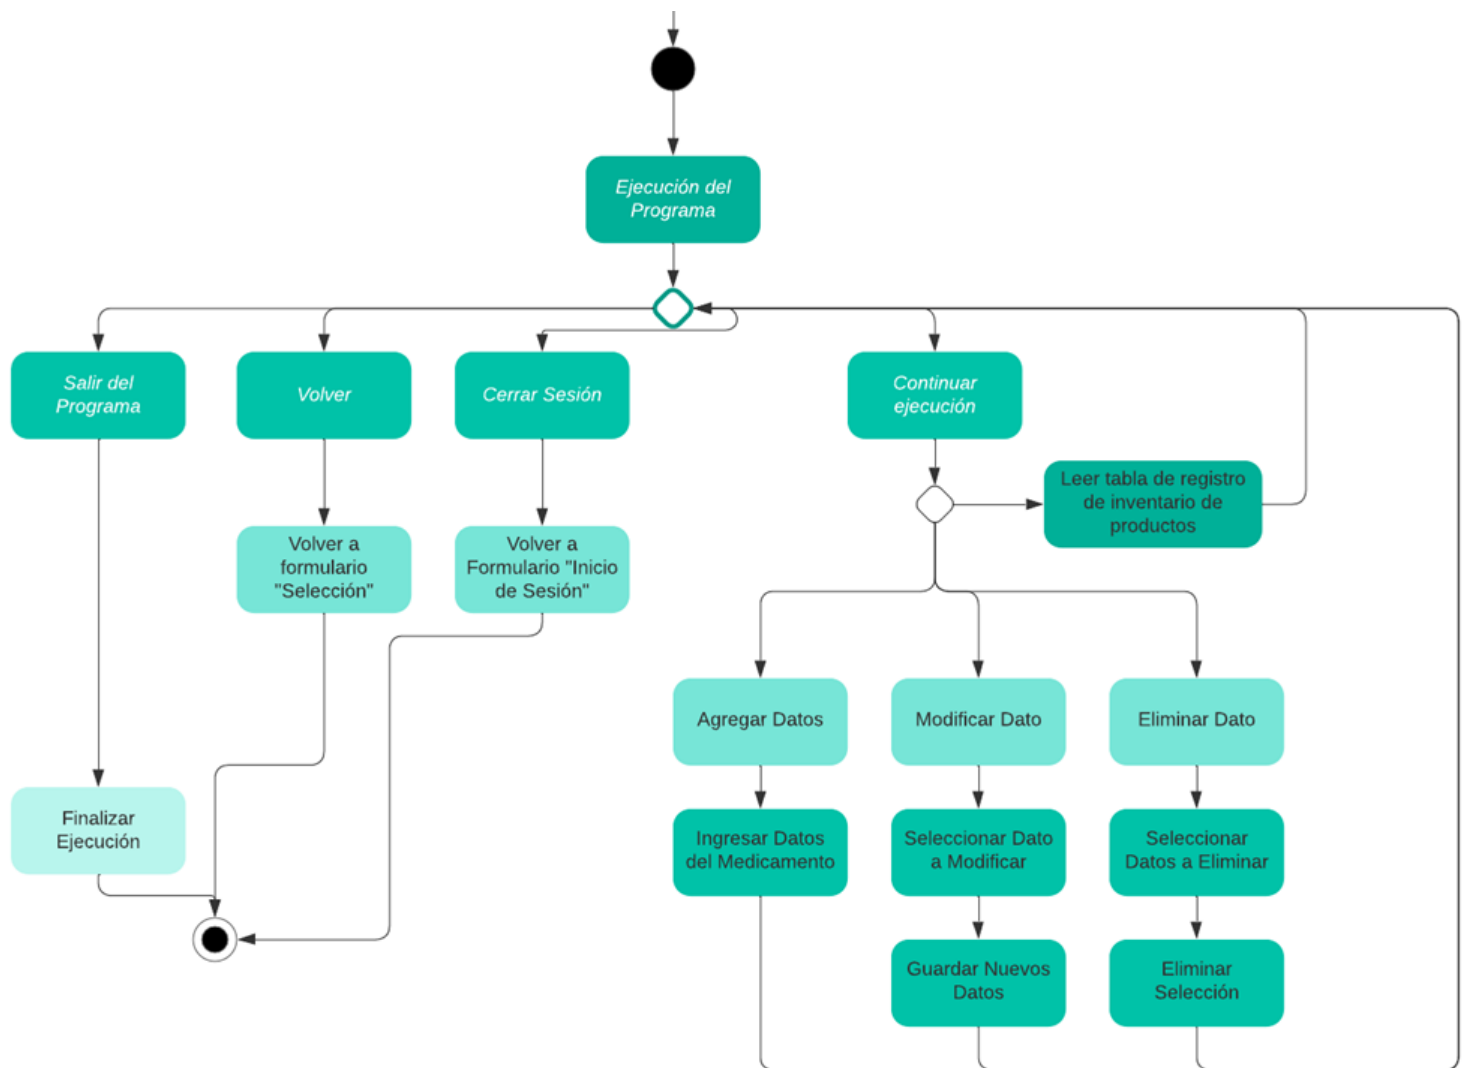 Ejecución del
Programa
Salir del
Programa
Volver
Cerrar Sesión
Continuar
ejecución
Leer tabla de registro
de inventario de
productos
Volver a
formulario
"Selección"
Volver a
Formulario "Inicio
de Sesión"
Agregar Datos
Modificar Dato
Eliminar Dato
Finalizar
Ejecución
Ingresar Datos
del Medicamento
Seleccionar Dato
a Modificar
Seleccionar
Datos a Eliminar
Guardar Nuevos
Datos
Eliminar
Selección